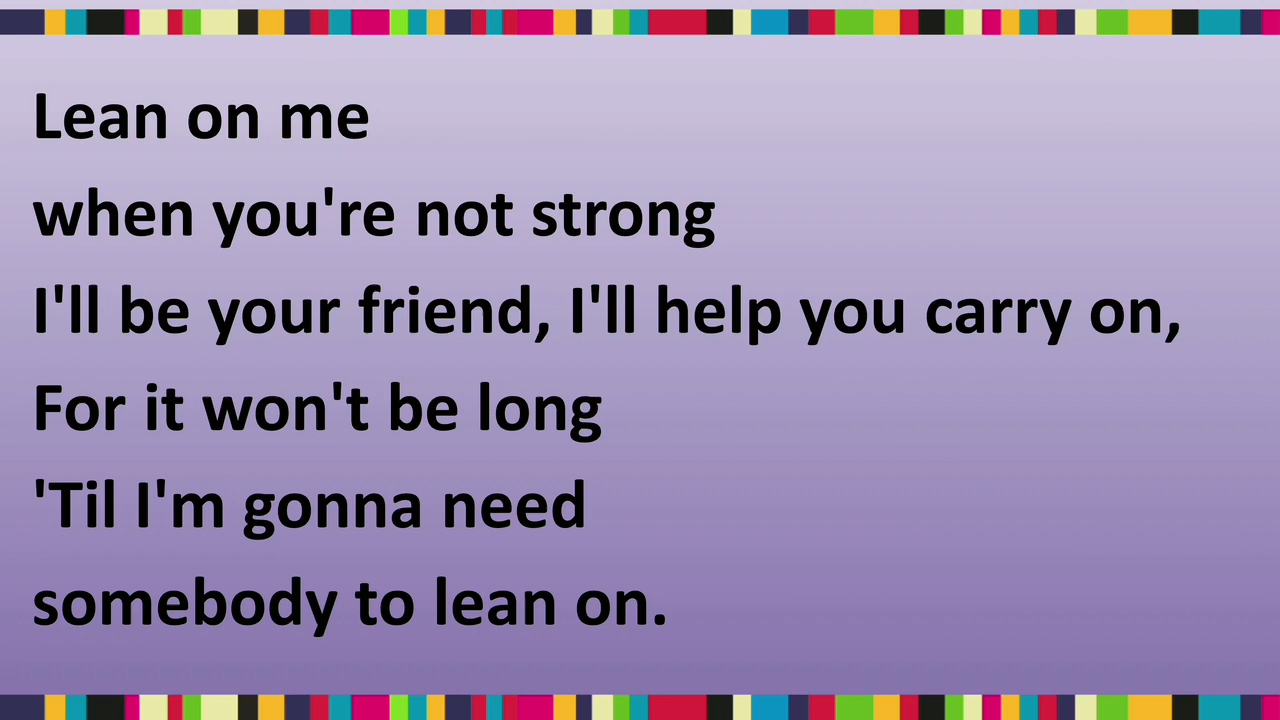 Lean on me
when you're not strong
I'll be your friend, I'll help you carry on,
For it won't be long
'Til I'm gonna need
somebody to lean on.